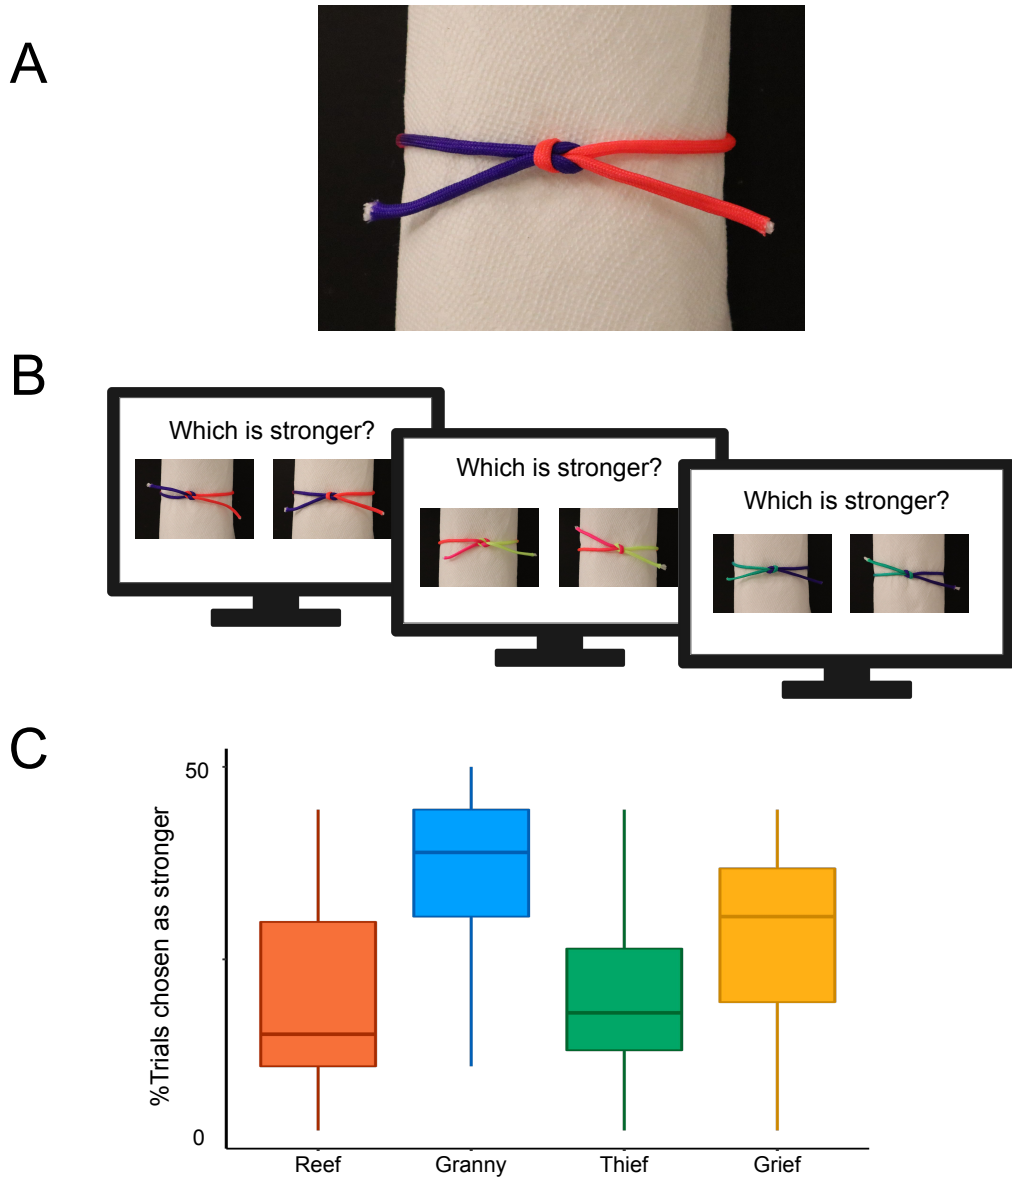 A
B
Which is stronger?
Which is stronger?
Which is stronger?
C
50
%Trials chosen as stronger
0
Reef
Granny
Thief
Grief